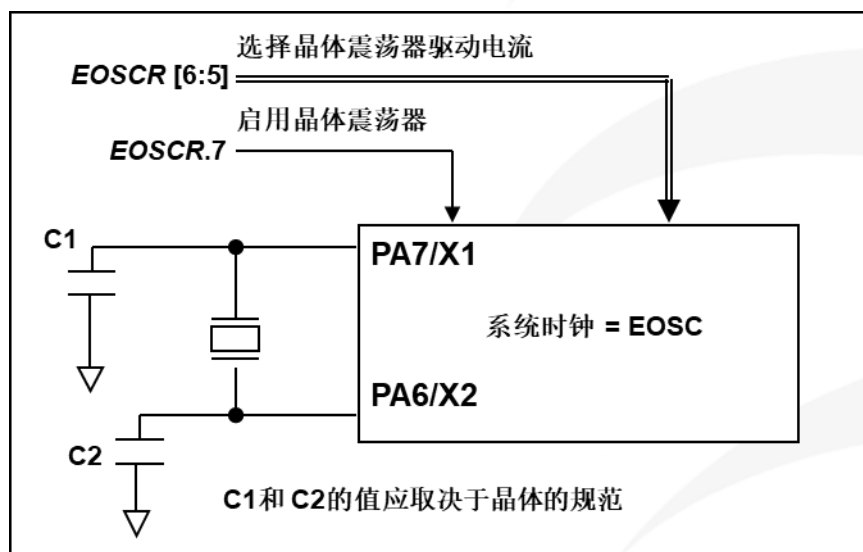 选择晶体震荡器驱动电流
EOSCR [6:5]
启用晶体震荡器
EOSCR.7
C1
PA7/X1
系统时钟 = EOSC
PA6/X2
C2
C1和 C2的值应取决于晶体的规范